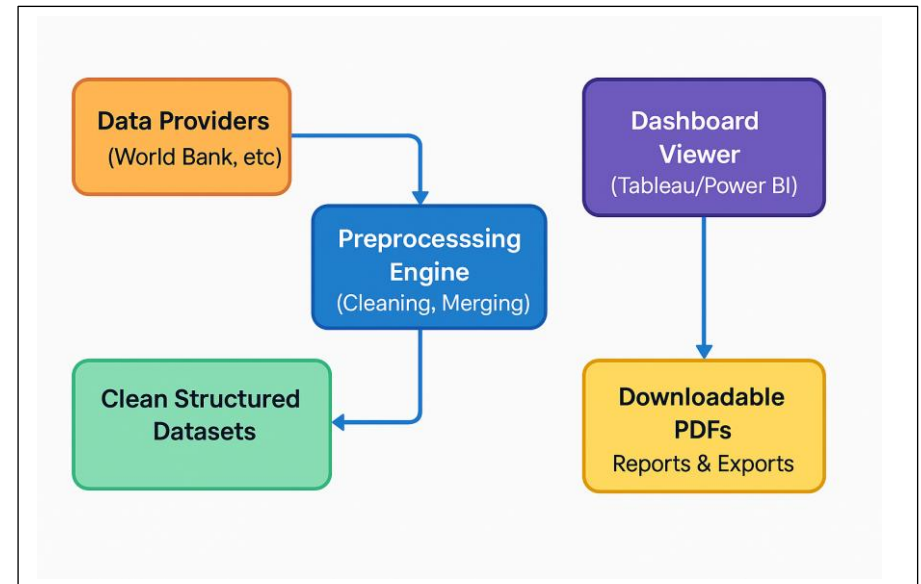 Data Providers
(World Bank, etc)
Preprocesssing
Engine
(Cleaning, Merging)
Clean Structured
Datasets
Dashboard
Viewer
(Tableau/Power BI)
Downloadable
PDFs
Reports & Exports